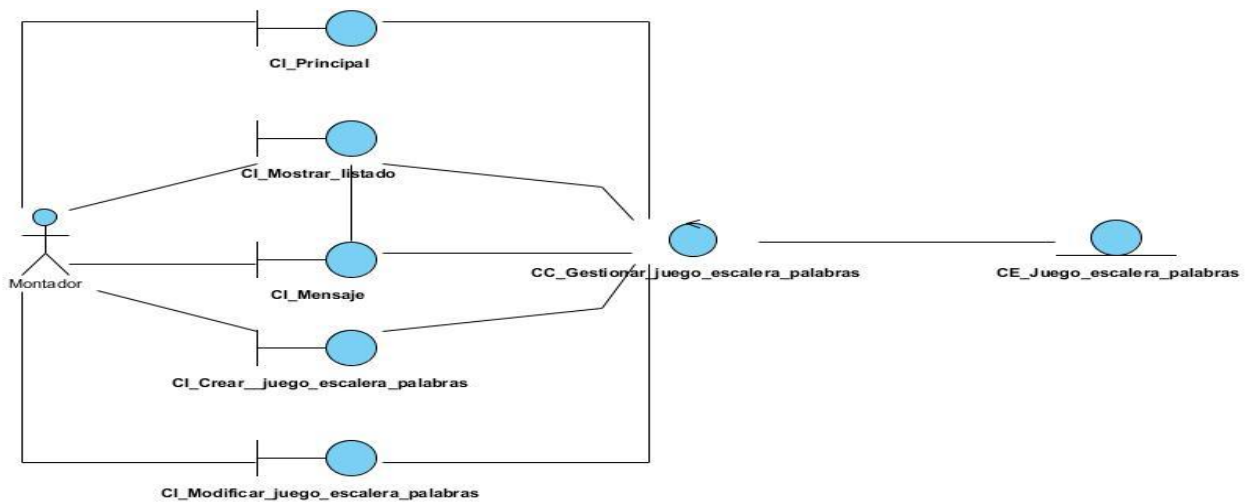 CI_Principal
CI_Mostrar_listado
Montador
CI_Mensaje
CC_Gestionar_juego_escalera_palabras
CE_Juego_escalera_palabras
CI_Crear__juego_escalera_palabras
CI_Modificar_juego_escalera_palabras